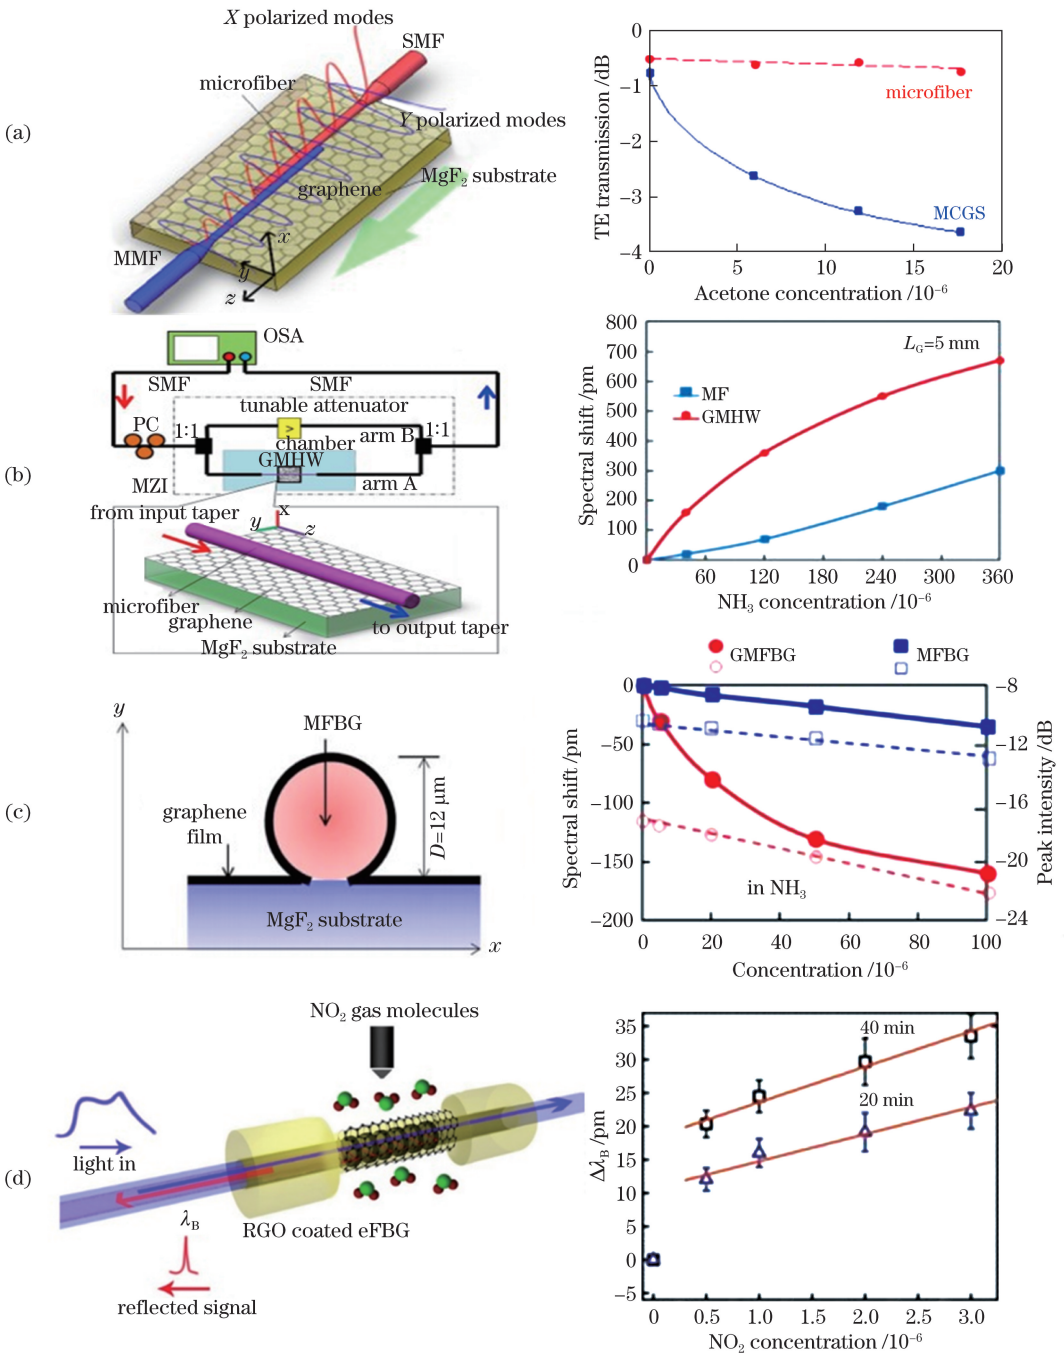 (a)
X polarized modes
SMF
microfiber
Y polarized modes
graphene
MgF2 substrate
MMF
x
y
z
TE transmission /dB
0
−1
−2
−3
−4
microfiber
MCGS
0 5 10 15 20
Acetone concentration /10−6
(b)
OSA
SMF SMF
tunable attenuator
PC
1:1 arm B 1:1
>
chamber
GMHW
MZI arm A
from input taper
x
y z
microfiber
graphene
to output taper
MgF2 substrate
Spectral shift /pm
800
700
600
500
400
300
200
100
0
LG=5 mm
MF
GMHW
60 120 180 240 300 360
NH3 concentration /10−6
(c)
y
MFBG
graphene
film
D=12 μm
MgF2 substrate
x
GMFBG MFBG
Spectral shift /pm
0
−50
−100
−150
−200
−8
−12
−16
−20
−24
Peak intensity /dB
in NH3
0 20 40 60 80 100
Concentration /10−6
(d)
NO2 gas molecules
light in
RGO coated eFBG
λB
reflected signal
ΔλB /pm
35
30
25
20
15
10
5
0
−5
40 min
20 min
0 0.5 1.0 1.5 2.0 2.5 3.0
NO2 concentration /10−6